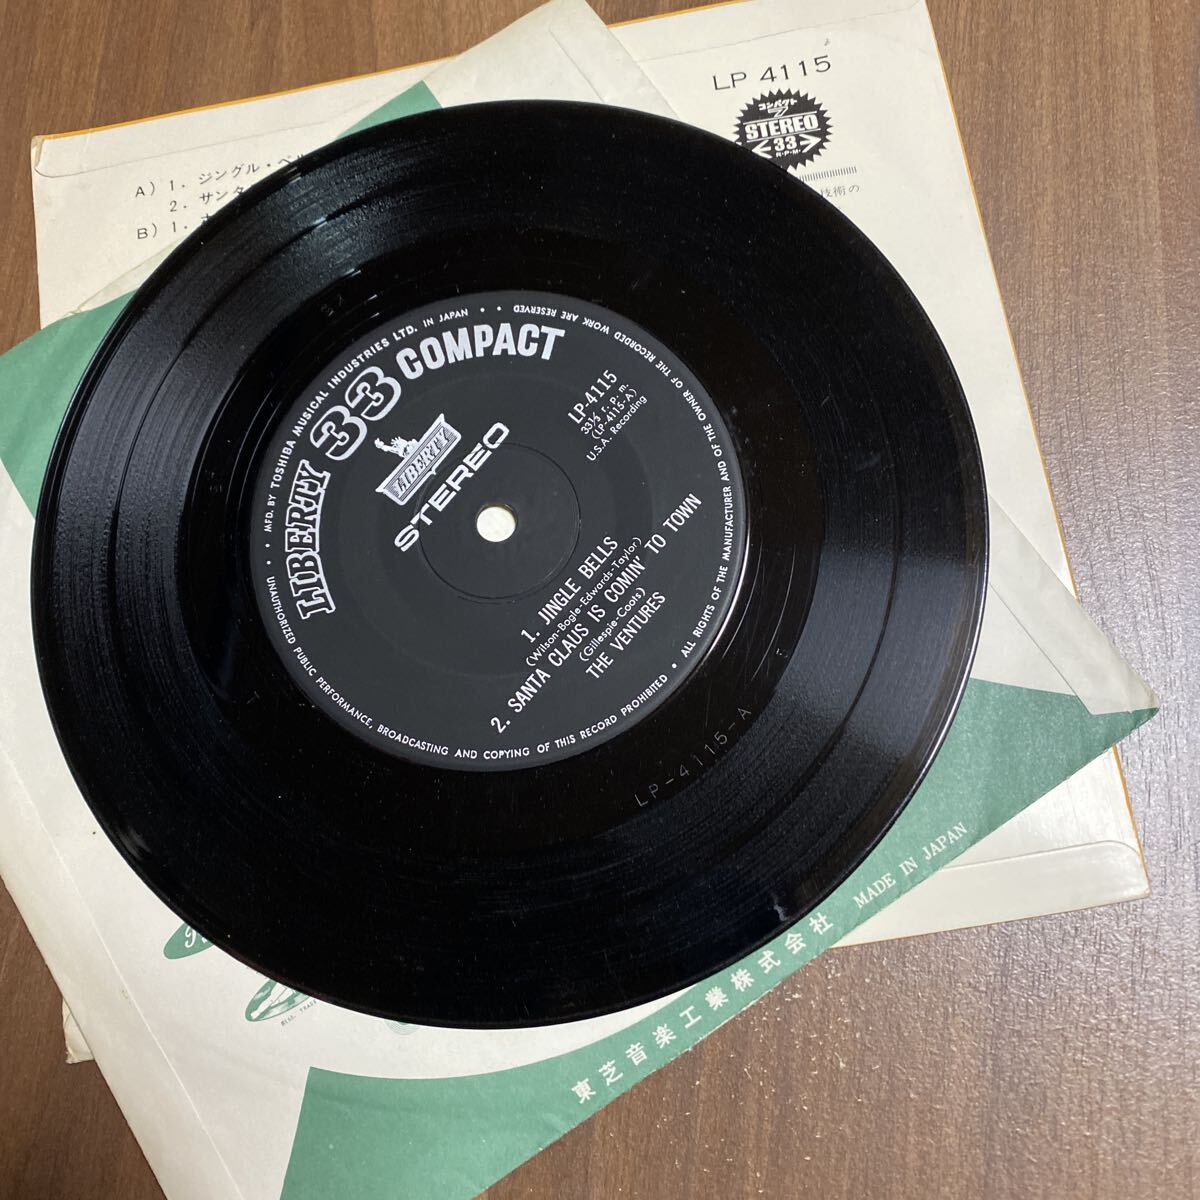 LP 4115
コンパクト
7
STEREO
33
R・P・M・
A) 1. ジングル・ベル
2. サンタ
B) 1.
技術の
MFD. BY TOSHIBA MUSICAL INDUSTRIES LTD. IN JAPAN
LIBERTY 33 COMPACT
LIBERTY
STEREO
LP-4115
33⅓ r.p.m.
(LP-4115-A)
U.S.A. Recording
1. JINGLE BELLS
(Wilson-Bogle-Edwards-Taylor)
2. SANTA CLAUS IS COMIN' TO TOWN
(Gillespie-Coots)
THE VENTURES
UNAUTHORIZED PUBLIC PERFORMANCE, BROADCASTING AND COPYING OF THIS RECORD PROHIBITED • ALL RIGHTS OF THE MANUFACTURER AND OF THE OWNER OF THE RECORDED WORK ARE RESERVED
LP-4115-A
東芝音楽工業株式会社 MADE IN JAPAN